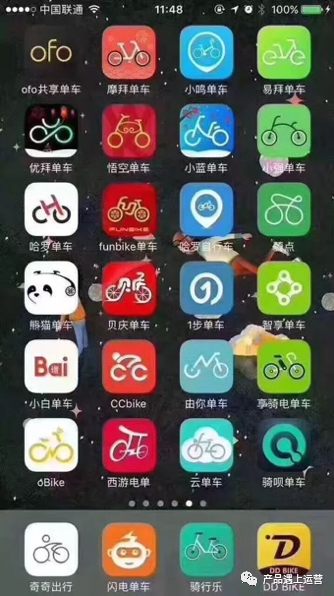 中国联通 11:48 100%
ofo
ofo共享单车 摩拜单车 小鸣单车 易拜单车
优拜单车 悟空单车 小蓝单车 小强单车
FUNBIKE
哈罗单车 funbike单车 哈罗自行车 骑点
熊猫单车 贝庆单车 1步单车 智享单车
Bai
小白单车 CCbike 由你单车 享骑电单车
6Bike 西游电单 云单车 骑呗单车
DD BIKE
奇奇出行 闪电单车 骑行乐 DD BIKE
产品遇上运营